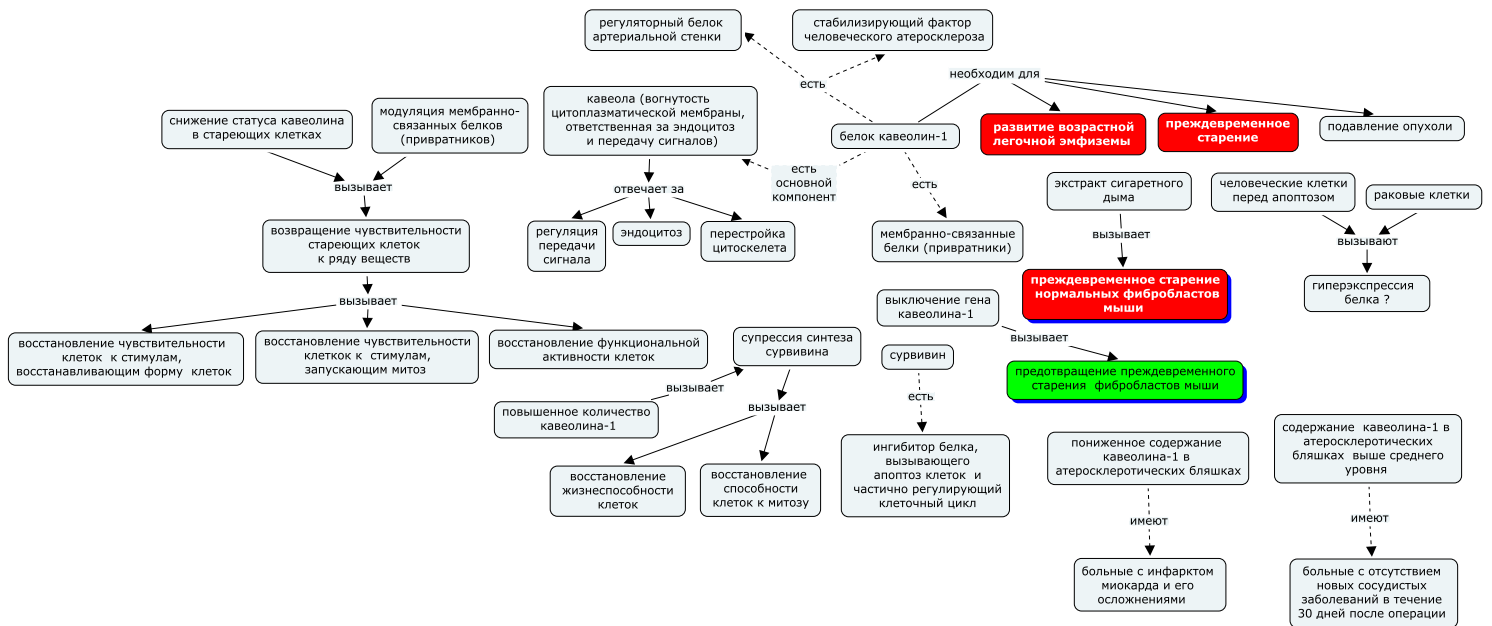 регуляторный белок
артериальной стенки
стабилизирующий фактор
человеческого атеросклероза
есть
необходим для
кавеола (вогнутость
цитоплазматической мембраны,
ответственная за эндоцитоз
и передачу сигналов)
белок кавеолин-1
развитие возрастной
легочной эмфиземы
преждевременное
старение
подавление опухоли
снижение статуса кавеолина
в стареющих клетках
модуляция мембранно-
связанных белков
(привратников)
вызывает
отвечает за
есть
основной
компонент
есть
экстракт сигаретного
дыма
человеческие клетки
перед апоптозом
раковые клетки
возвращение чувствительности
стареющих клеток
к ряду веществ
регуляция
передачи
сигнала
эндоцитоз
перестройка
цитоскелета
мембранно-связанные
белки (привратники)
вызывает
вызывают
преждевременное старение
нормальных фибробластов
мыши
гиперэкспрессия
белка ?
вызывает
выключение гена
кавеолина-1
вызывает
восстановление чувствительности
клеток к стимулам,
восстанавливающим форму клеток
восстановление чувствительности
клеткок к стимулам,
запускающим митоз
восстановление функциональной
активности клеток
супрессия синтеза
сурвивина
сурвивин
предотвращение преждевременного
старения фибробластов мыши
вызывает
повышенное количество
кавеолина-1
вызывает
есть
восстановление
жизнеспособности
клеток
восстановление
способности
клеток к митозу
ингибитор белка,
вызывающего
апоптоз клеток и
частично регулирующий
клеточный цикл
пониженное содержание
кавеолина-1 в
атеросклеротических бляшках
содержание кавеолина-1 в
атеросклеротических
бляшках выше среднего
уровня
имеют
имеют
больные с инфарктом
миокарда и его
осложнениями
больные с отсутствием
новых сосудистых
заболеваний в течение
30 дней после операции